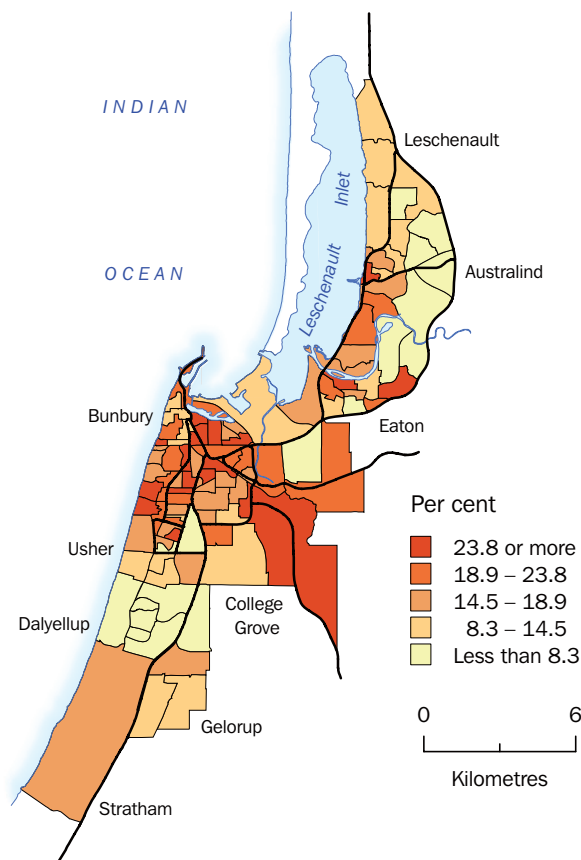 INDIAN
OCEAN
Leschenault Inlet
Leschenault
Australind
Bunbury
Eaton
Usher
Dalyellup
College
Grove
Gelorup
Stratham
Per cent
23.8 or more
18.9 – 23.8
14.5 – 18.9
8.3 – 14.5
Less than 8.3
0 6
Kilometres